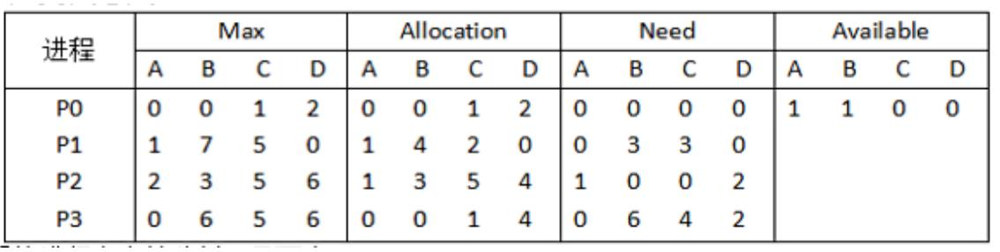 进程 Max Allocation Need Available
A B C D A B C D A B C D A B C D
P0 0 0 1 2 0 0 1 2 0 0 0 0 1 1 0 0
P1 1 7 5 0 1 4 2 0 0 3 3 0
P2 2 3 5 6 1 3 5 4 1 0 0 2
P3 0 6 5 6 0 0 1 4 0 6 4 2